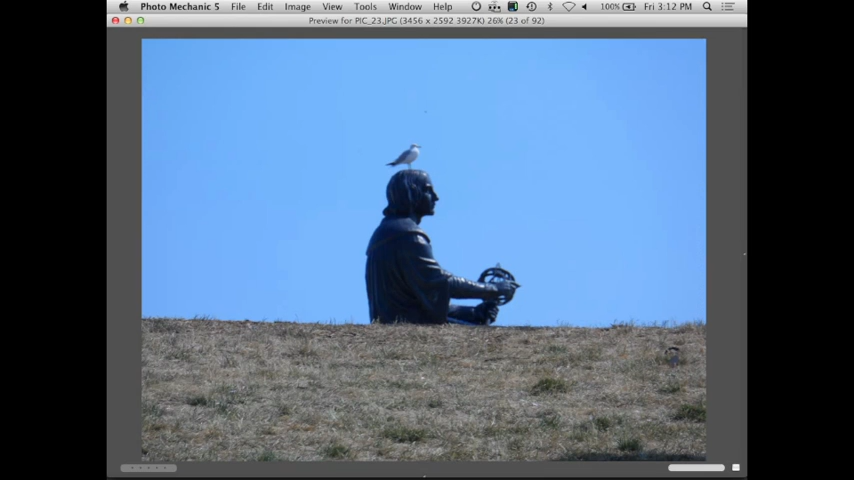 Photo Mechanic 5 File Edit Image View Tools Window Help 100% Fri 3:12 PM
Preview for PIC_23.JPG (3456 x 2592 3927K) 26% (23 of 92)